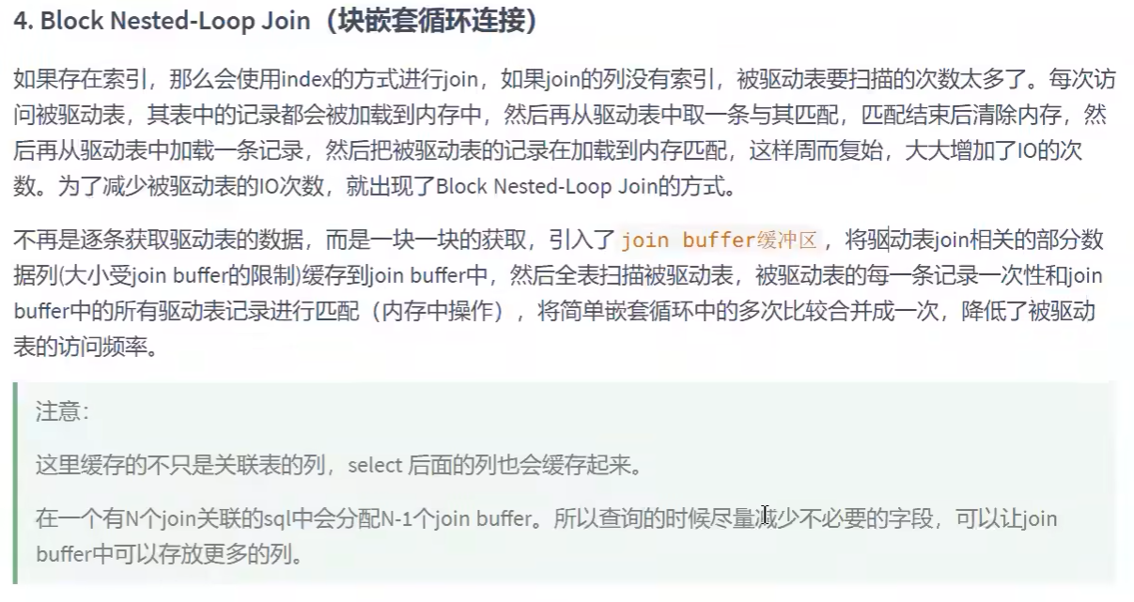 4. Block Nested-Loop Join（块嵌套循环连接）
如果存在索引，那么会使用index的方式进行join，如果join的列没有索引，被驱动表要扫描的次数太多了。每次访
问被驱动表，其表中的记录都会被加载到内存中，然后再从驱动表中取一条与其匹配，匹配结束后清除内存，然
后再从驱动表中加载一条记录，然后把被驱动表的记录在加载到内存匹配，这样周而复始，大大增加了IO的次
数。为了减少被驱动表的IO次数，就出现了Block Nested-Loop Join的方式。
不再是逐条获取驱动表的数据，而是一块一块的获取，引入了join buffer缓冲区，将驱动表join相关的部分数
据列(大小受join buffer的限制)缓存到join buffer中，然后全表扫描被驱动表，被驱动表的每一条记录一次性和join
buffer中的所有驱动表记录进行匹配（内存中操作），将简单嵌套循环中的多次比较合并成一次，降低了被驱动
表的访问频率。
注意：
这里缓存的不只是关联表的列，select 后面的列也会缓存起来。
在一个有N个join关联的sql中会分配N-1个join buffer。所以查询的时候尽量减少不必要的字段，可以让join
buffer中可以存放更多的列。